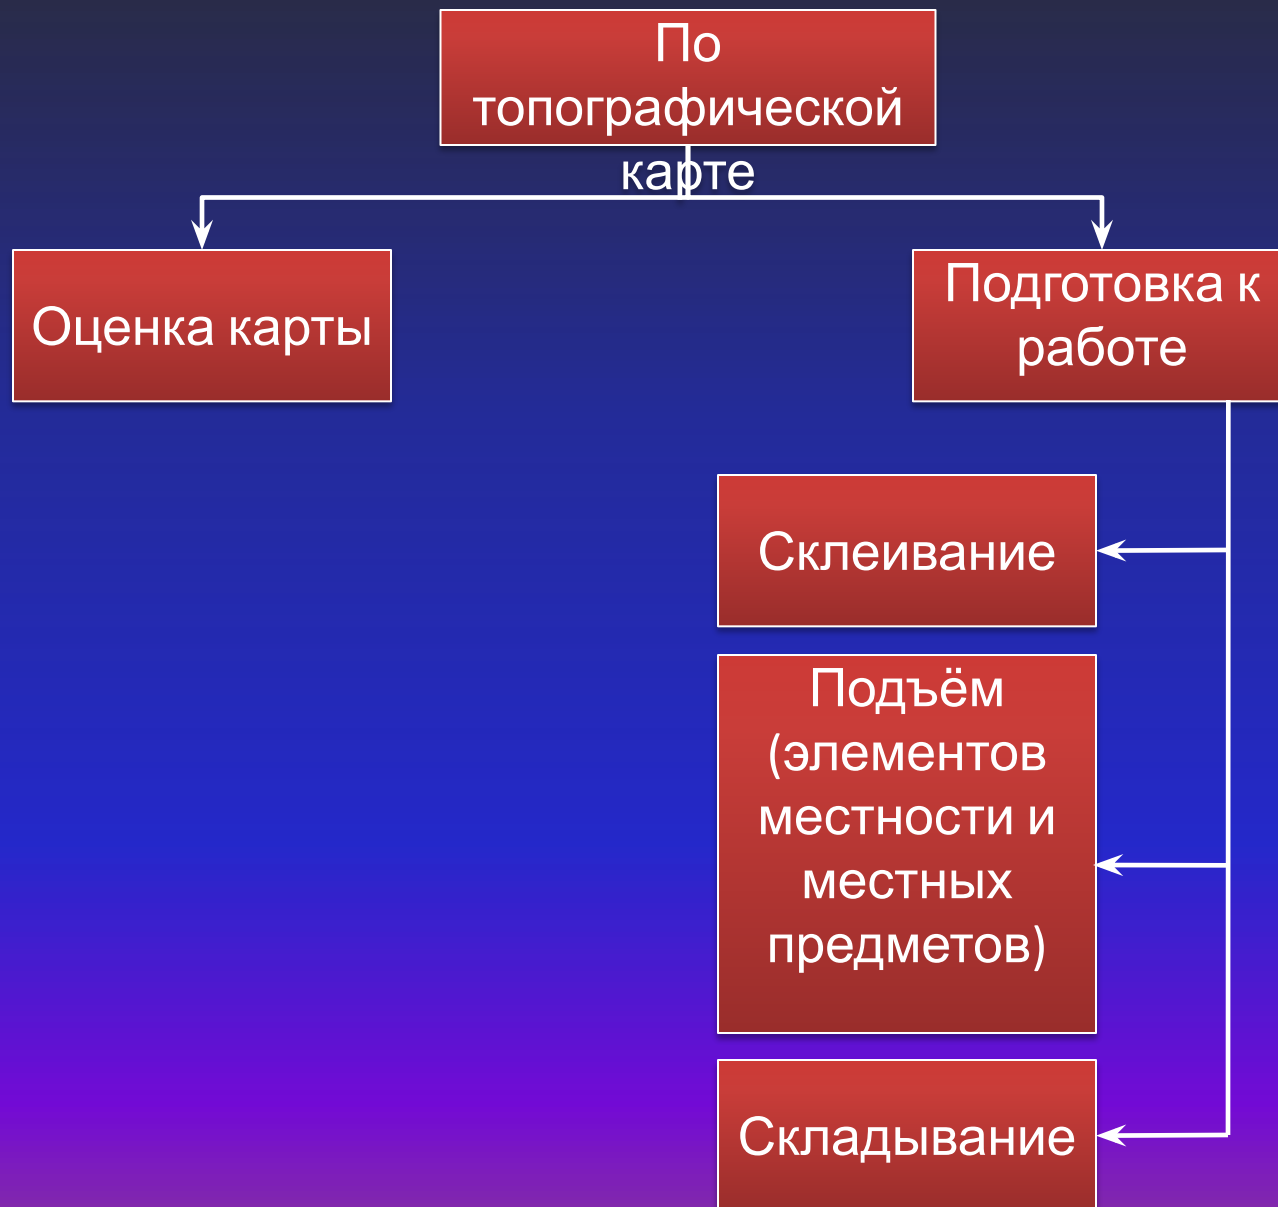 По
топографической
карте
Оценка карты
Подготовка к
работе
Склеивание
Подъём
(элементов
местности и
местных
предметов)
Складывание